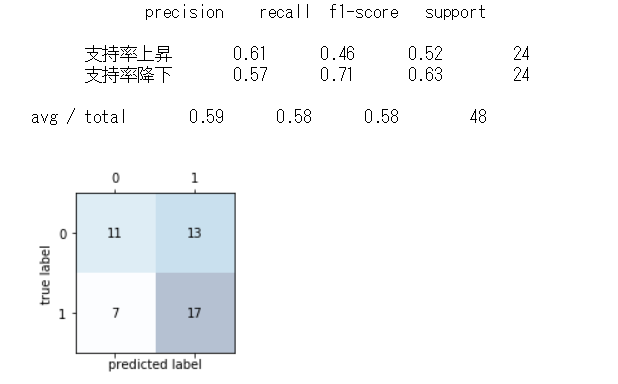 precision recall f1-score support
支持率上昇 0.61 0.46 0.52 24
支持率降下 0.57 0.71 0.63 24
avg / total 0.59 0.58 0.58 48
0 1
0 11 13
1 7 17
true label
predicted label